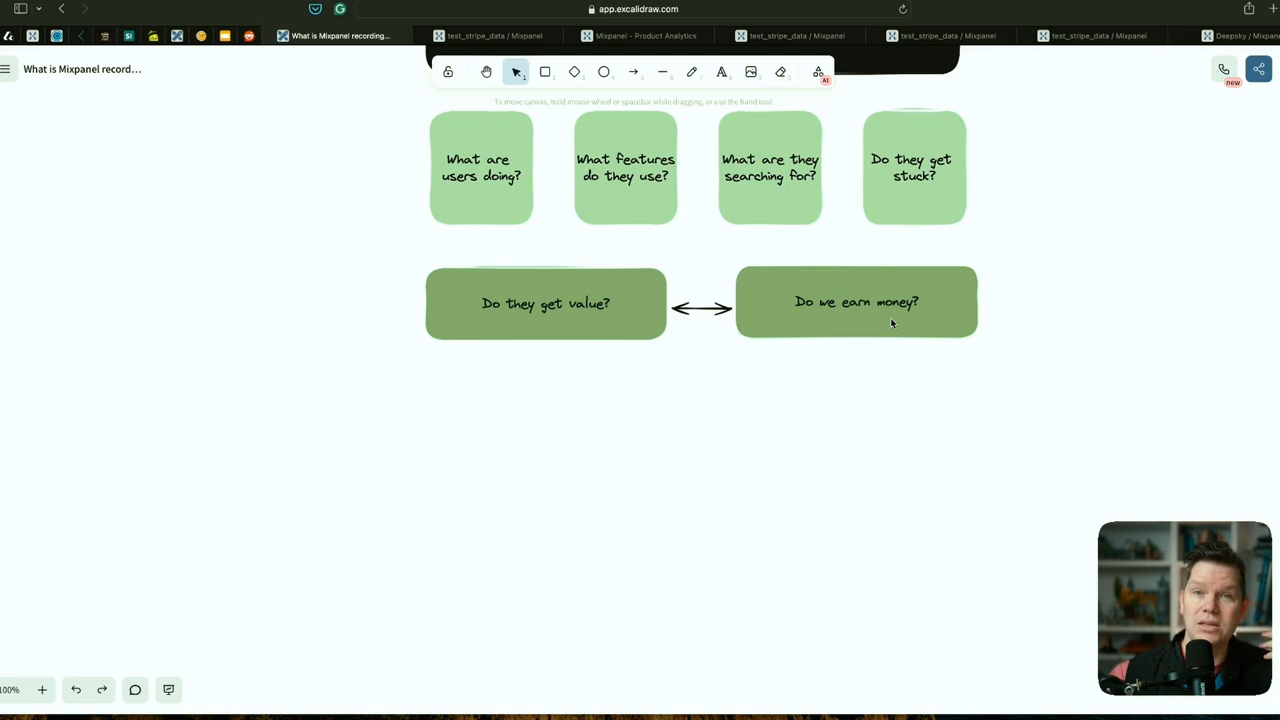 app.excalidraw.com
What is Mixpanel recording...
test_stripe_data / Mixpanel
Mixpanel - Product Analytics
test_stripe_data / Mixpanel
test_stripe_data / Mixpanel
test_stripe_data / Mixpanel
Deepsky / Mixpane
What is Mixpanel record...
AI
new
To move canvas, hold mouse wheel or spacebar while dragging, or use the hand tool
What are
users doing?
What features
do they use?
What are they
searching for?
Do they get
stuck?
Do they get value?
Do we earn money?
100%